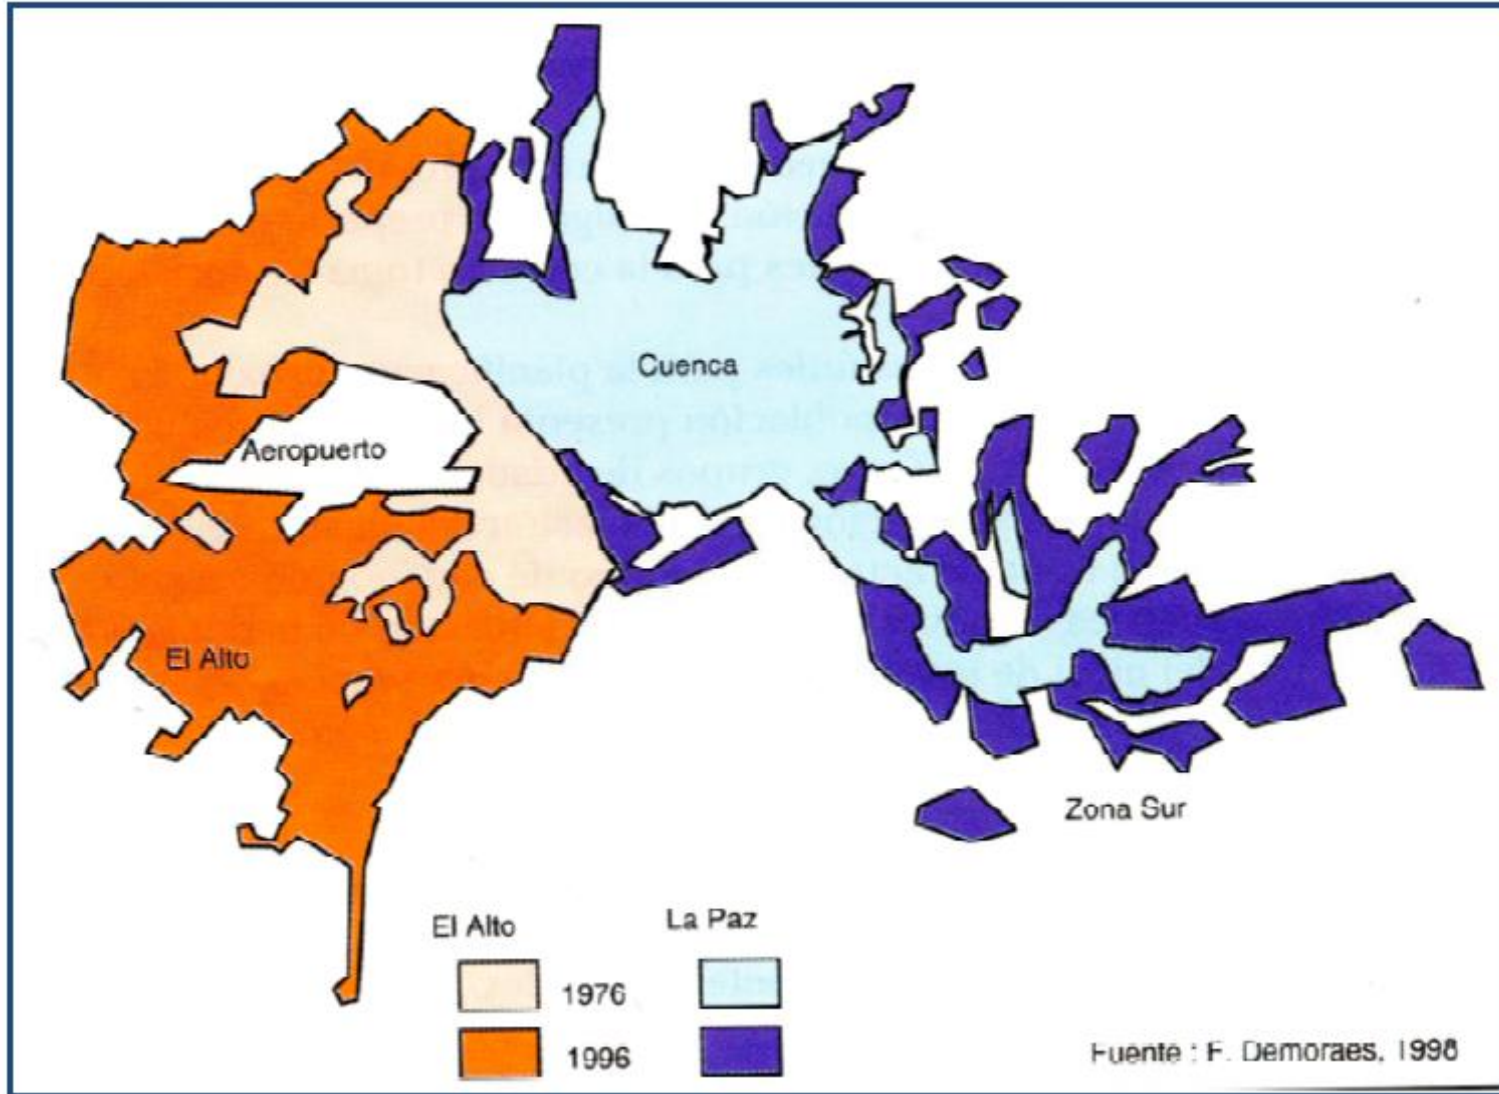 Cuenca
Aeropuerto
El Alto
Zona Sur
El Alto
La Paz
1976
1996
Fuente : F. Demoraes, 1998